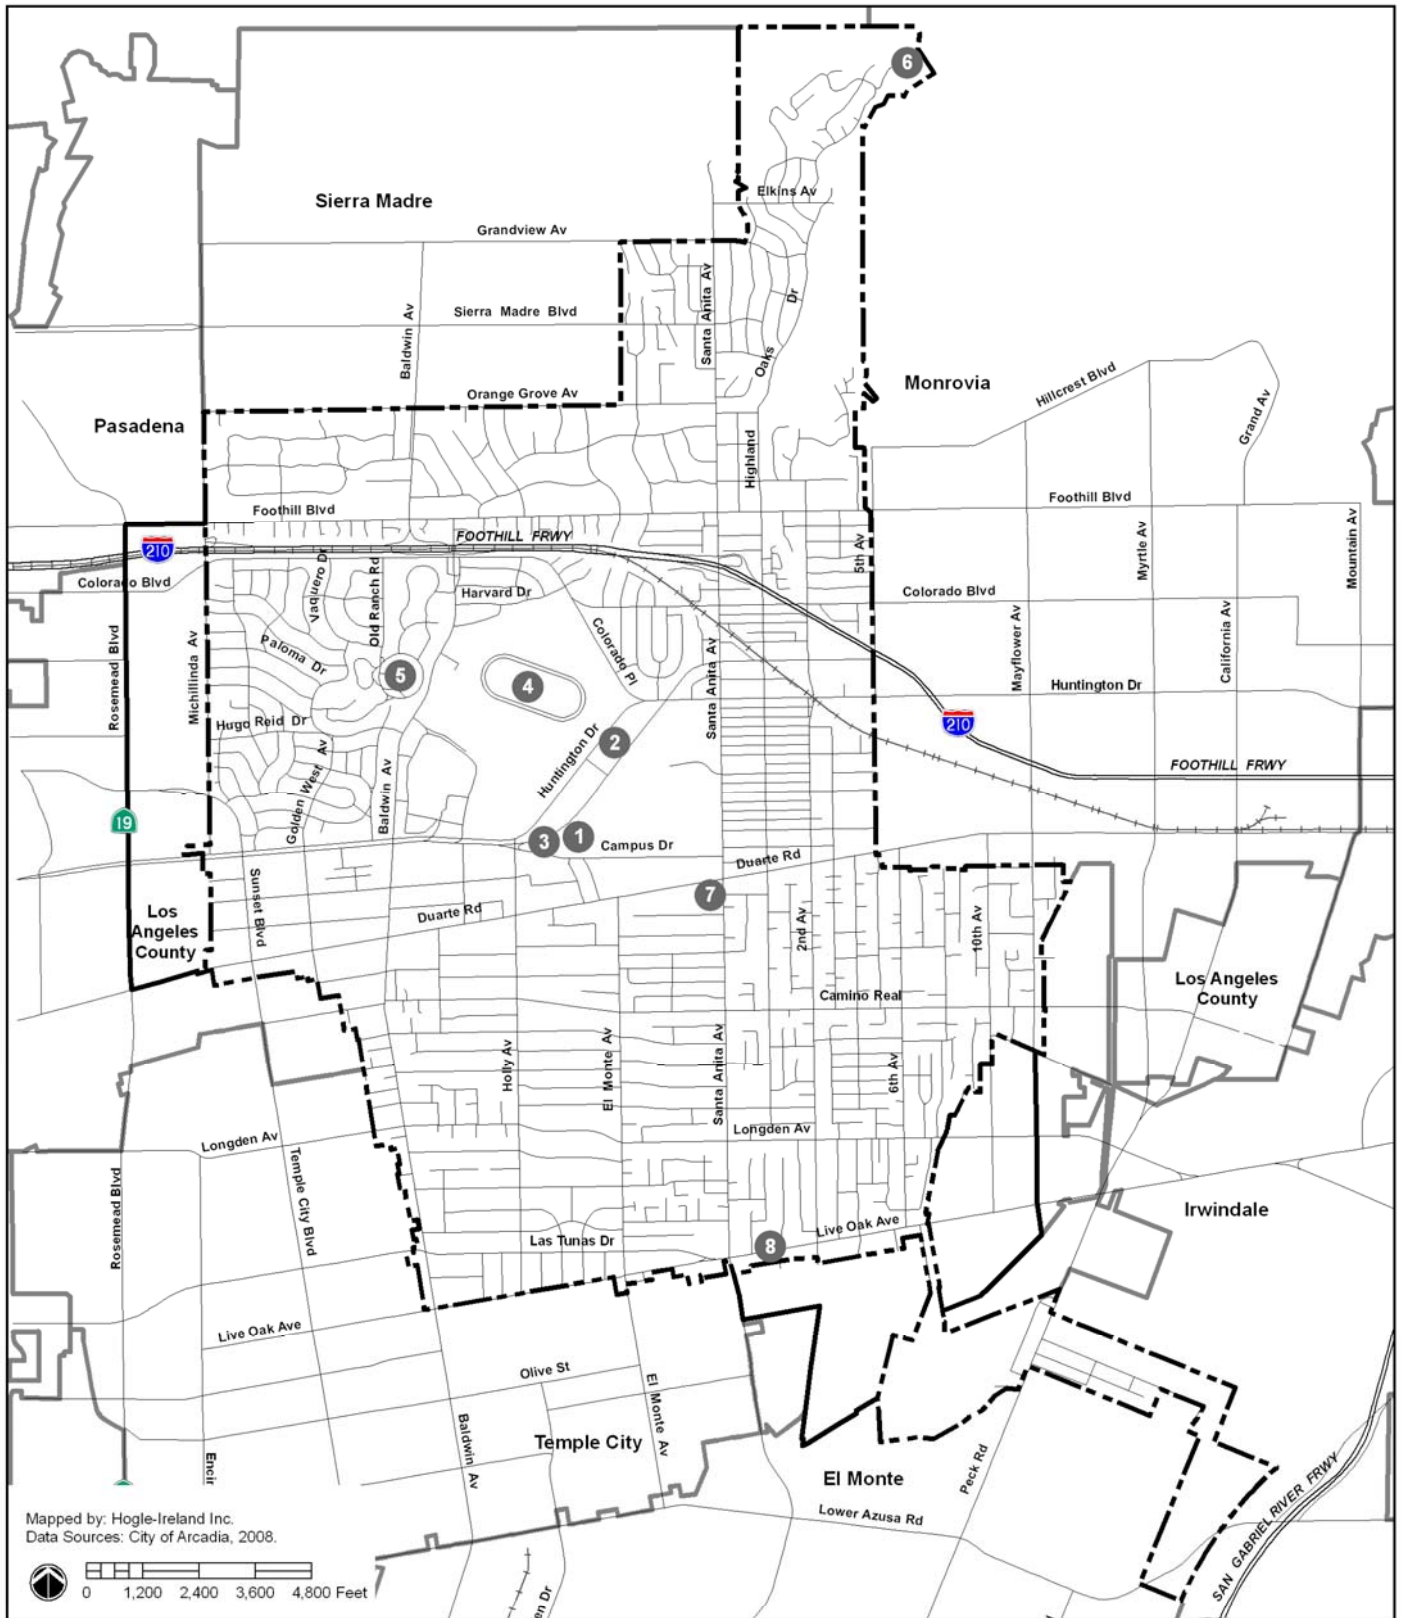 6
Elkins Av
Sierra Madre
Grandview Av
Santa Anita Av
Dr
Sierra Madre Blvd
Baldwin Av
Oaks
Monrovia
Hillcrest Blvd
Orange Grove Av
Grand Av
Pasadena
Highland
Foothill Blvd
Foothill Blvd
Mountain Av
FOOTHILL FRWY
210
5th Av
Myrtle Av
Colorado Blvd
Vaquero Dr
Old Ranch Rd
Harvard Dr
Colorado Blvd
Mayflower Av
California Av
Rosemead Blvd
Michillinda Av
Paloma Dr
Colorado Pl
Santa Anita Av
5
4
Huntington Dr
Hugo Reid Dr
210
2
Huntington Dr
Golden West Av
Baldwin Av
FOOTHILL FRWY
19
3
1
Campus Dr
Duarte Rd
7
Sunset Blvd
Los
Angeles
County
Duarte Rd
2nd Av
10th Av
Los Angeles
County
Camino Real
Holly Av
El Monte Av
Santa Anita Av
6th Av
Longden Av
Longden Av
Temple City Blvd
Rosemead Blvd
Irwindale
Live Oak Ave
Las Tunas Dr
8
Live Oak Ave
Olive St
El Monte Av
Baldwin Av
Temple City
El Monte
Peck Rd
Encir
Lower Azusa Rd
SAN GABRIEL RIVER FRWY
Mapped by: Hogle-Ireland Inc.
Data Sources: City of Arcadia, 2008.
0 1,200 2,400 3,600 4,800 Feet
en Dr